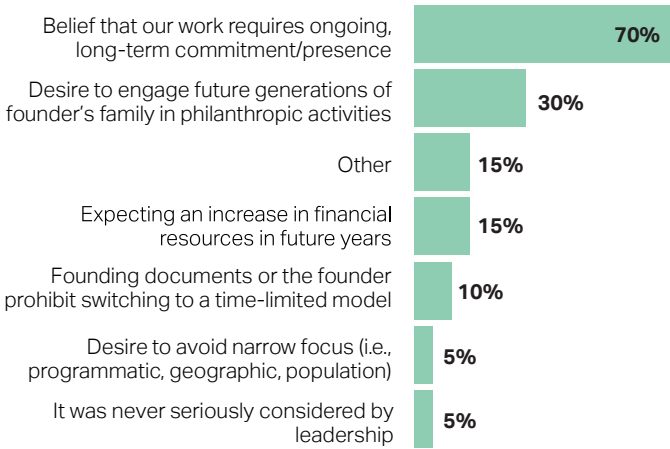 Belief that our work requires ongoing,
long-term commitment/presence
70%
Desire to engage future generations of
founder's family in philanthropic activities
30%
Other
15%
Expecting an increase in financial
resources in future years
15%
Founding documents or the founder
prohibit switching to a time-limited model
10%
Desire to avoid narrow focus (i.e.,
programmatic, geographic, population)
5%
It was never seriously considered by
leadership
5%